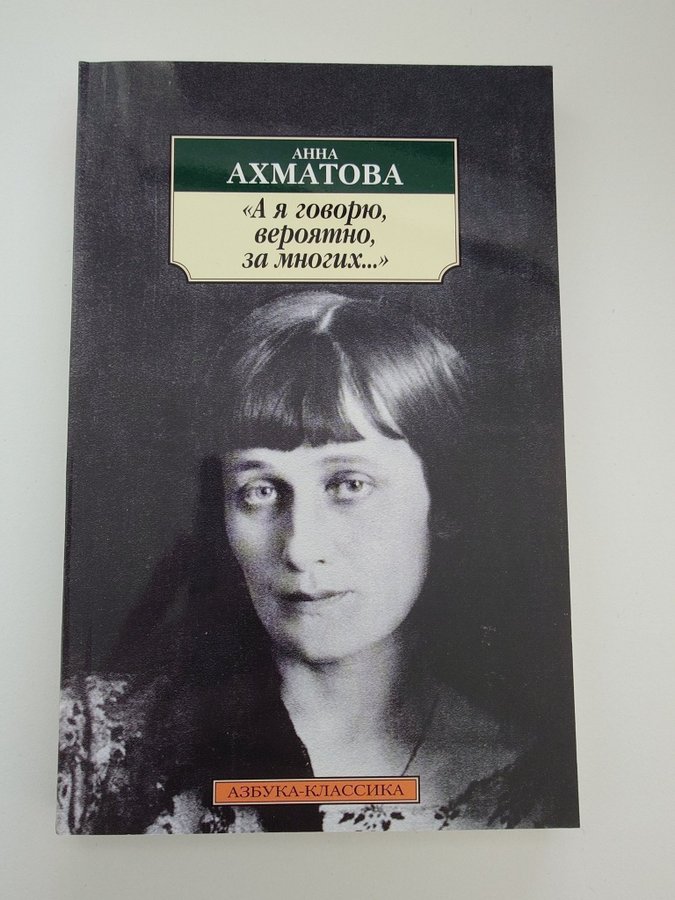 АННА
АХМАТОВА
«А я говорю,
вероятно,
за многих...»
АЗБУКА-КЛАССИКА